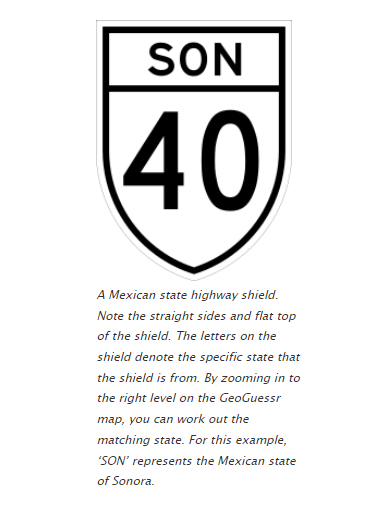 SON
40
A Mexican state highway shield.
Note the straight sides and flat top
of the shield. The letters on the
shield denote the specific state that
the shield is from. By zooming in to
the right level on the GeoGuessr
map, you can work out the
matching state. For this example,
‘SON’ represents the Mexican state
of Sonora.